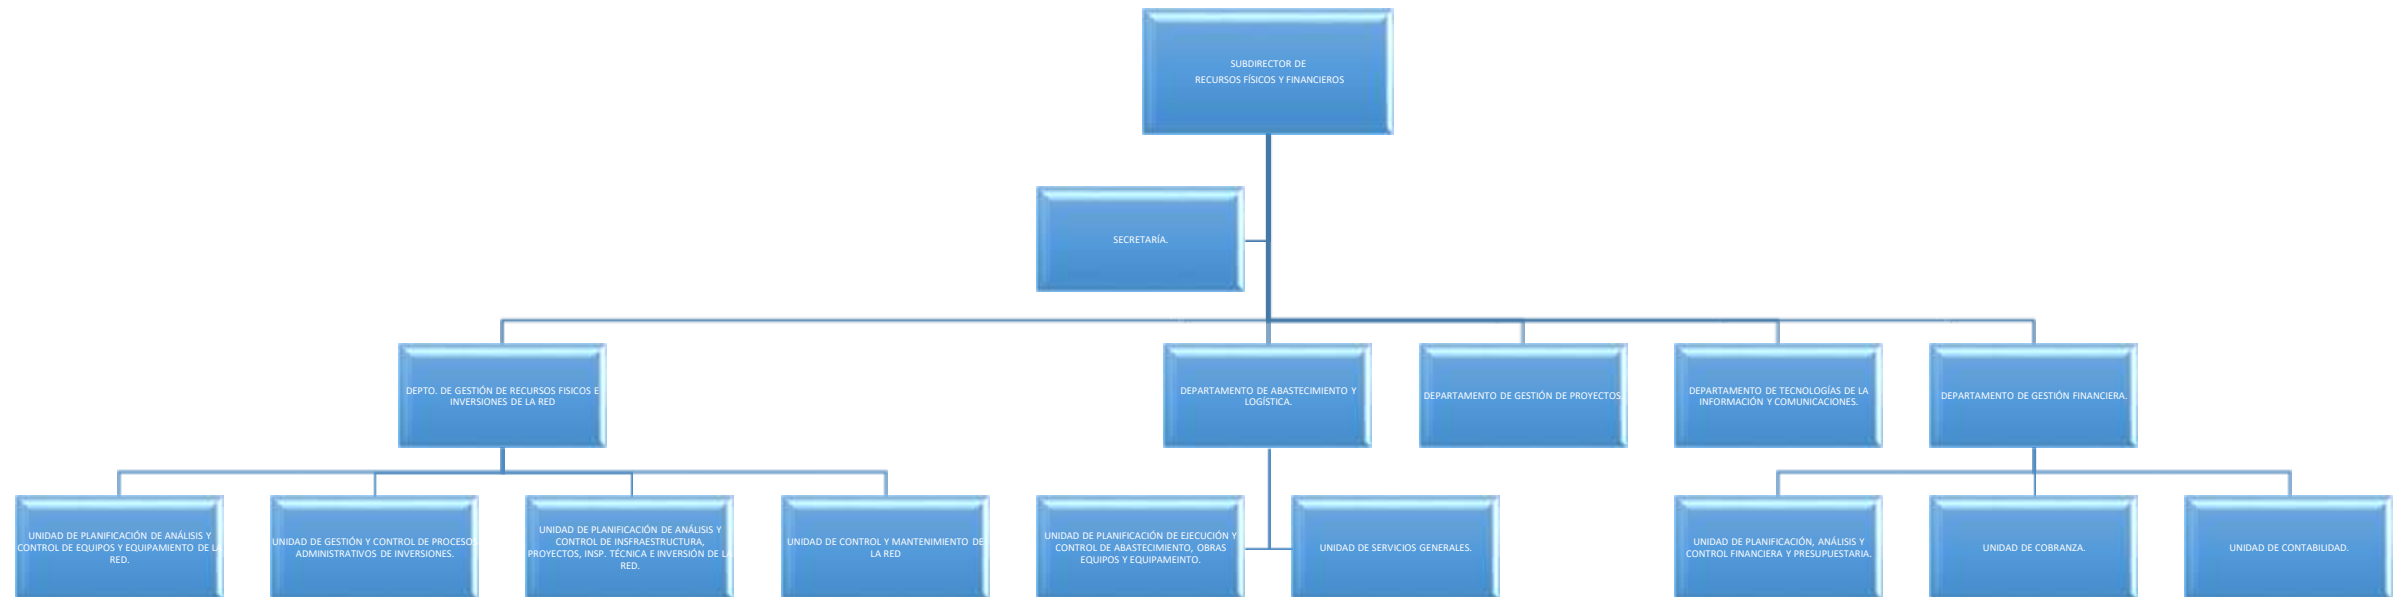 SUBDIRECTOR DE
RECURSOS FÍSICOS Y FINANCIEROS
SECRETARÍA.
DEPTO. DE GESTIÓN DE RECURSOS FISICOS E
INVERSIONES DE LA RED
DEPARTAMENTO DE ABASTECIMIENTO Y
LOGÍSTICA.
DEPARTAMENTO DE GESTIÓN DE PROYECTOS.
DEPARTAMENTO DE TECNOLOGÍAS DE LA
INFORMACIÓN Y COMUNICACIONES.
DEPARTAMENTO DE GESTIÓN FINANCIERA.
UNIDAD DE PLANIFICACIÓN DE ANÁLISIS Y
CONTROL DE EQUIPOS Y EQUIPAMIENTO DE LA
RED.
UNIDAD DE GESTIÓN Y CONTROL DE PROCESOS
ADMINISTRATIVOS DE INVERSIONES.
UNIDAD DE PLANIFICACIÓN DE ANÁLISIS Y
CONTROL DE INSFRAESTRUCTURA,
PROYECTOS, INSP. TÉCNICA E INVERSIÓN DE LA
RED.
UNIDAD DE CONTROL Y MANTENIMIENTO DE
LA RED
UNIDAD DE PLANIFICACIÓN DE EJECUCIÓN Y
CONTROL DE ABASTECIMIENTO, OBRAS
EQUIPOS Y EQUIPAMEINTO.
UNIDAD DE SERVICIOS GENERALES.
UNIDAD DE PLANIFICACIÓN, ANÁLISIS Y
CONTROL FINANCIERA Y PRESUPUESTARIA.
UNIDAD DE COBRANZA.
UNIDAD DE CONTABILIDAD.